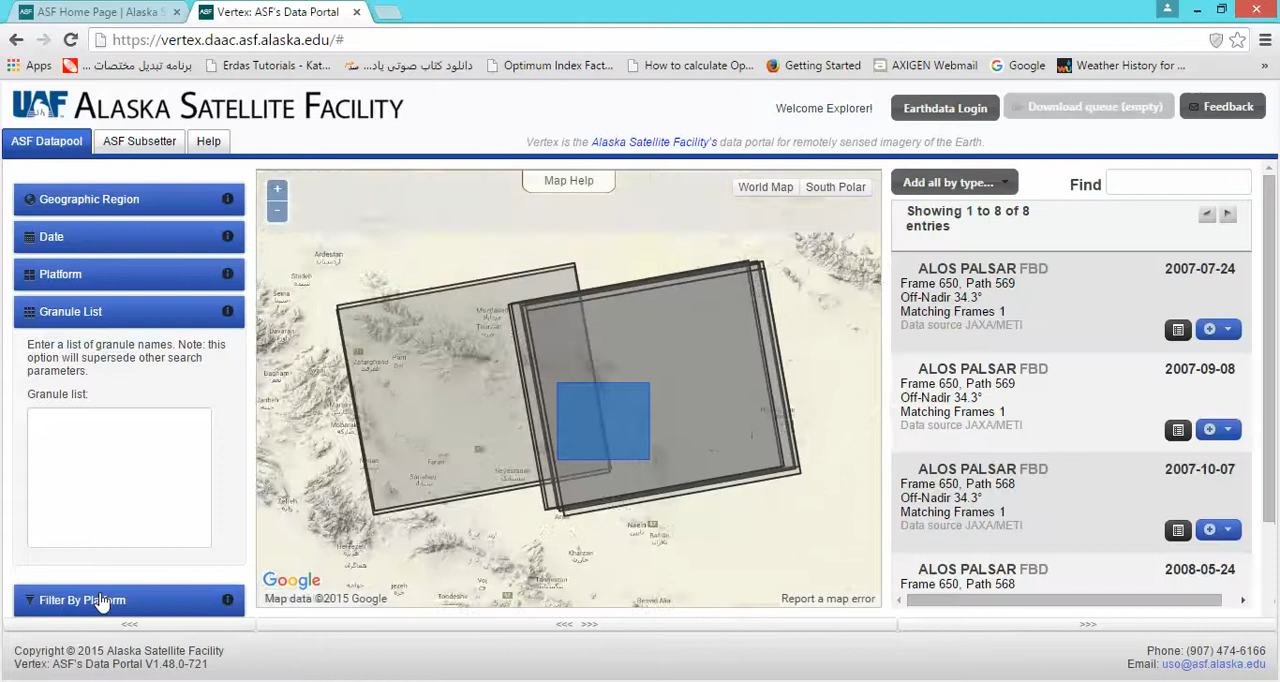 ASF Home Page | Alaska S
Vertex: ASF's Data Portal
https://vertex.daac.asf.alaska.edu/#
Apps
برنامه تبدیل مختصات ...
Erdas Tutorials - Kat...
دانلود کتاب صوتی یاد...
Optimum Index Fact...
How to calculate Op...
Getting Started
AXIGEN Webmail
Google
Weather History for ...
»
UAF ALASKA SATELLITE FACILITY
Welcome Explorer!
Earthdata Login
Download queue (empty)
Feedback
ASF Datapool
ASF Subsetter
Help
Vertex is the Alaska Satellite Facility's data portal for remotely sensed imagery of the Earth.
Geographic Region
Date
Platform
Granule List
Enter a list of granule names. Note: this
option will supersede other search
parameters.
Granule list:
Filter By Platform
+
-
Map Help
World Map
South Polar
Ardestan
Google
Map data ©2015 Google
Report a map error
Add all by type...
Find
Showing 1 to 8 of 8
entries
ALOS PALSAR FBD 2007-07-24
Frame 650, Path 569
Off-Nadir 34.3°
Matching Frames 1
Data source JAXA/METI
ALOS PALSAR FBD 2007-09-08
Frame 650, Path 569
Off-Nadir 34.3°
Matching Frames 1
Data source JAXA/METI
ALOS PALSAR FBD 2007-10-07
Frame 650, Path 568
Off-Nadir 34.3°
Matching Frames 1
Data source JAXA/METI
ALOS PALSAR FBD 2008-05-24
Frame 650, Path 568
<<<
<<< >>>
>>>
Copyright © 2015 Alaska Satellite Facility
Vertex: ASF's Data Portal V1.48.0-721
Phone: (907) 474-6166
Email: uso@asf.alaska.edu